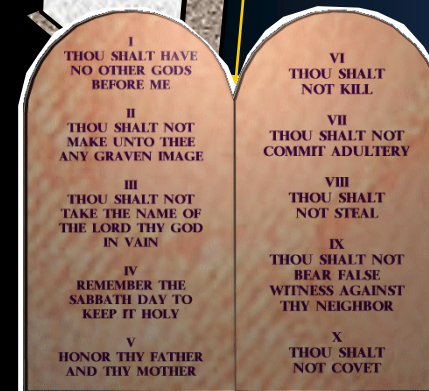 I
THOU SHALT HAVE
NO OTHER GODS
BEFORE ME
II
THOU SHALT NOT
MAKE UNTO THEE
ANY GRAVEN IMAGE
III
THOU SHALT NOT
TAKE THE NAME OF
THE LORD THY GOD
IN VAIN
IV
REMEMBER THE
SABBATH DAY TO
KEEP IT HOLY
V
HONOR THY FATHER
AND THY MOTHER
VI
THOU SHALT
NOT KILL
VII
THOU SHALT NOT
COMMIT ADULTERY
VIII
THOU SHALT
NOT STEAL
IX
THOU SHALT NOT
BEAR FALSE
WITNESS AGAINST
THY NEIGHBOR
X
THOU SHALT
NOT COVET